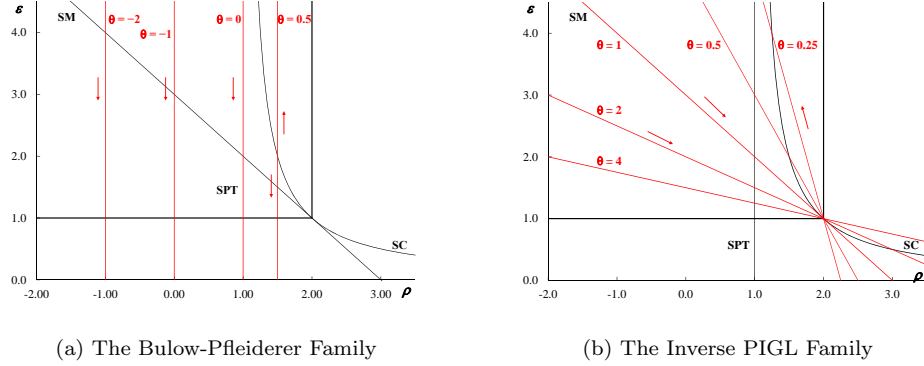 ε
4.0
3.0
2.0
1.0
0.0
-2.00 -1.00 0.00 1.00 2.00 3.00
ρ
SM
θ = −2
θ = −1
θ = 0
θ = 0.5
SPT
SC
(a) The Bulow-Pfleiderer Family
ε
4.0
3.0
2.0
1.0
0.0
-2.0 -1.0 0.0 1.0 2.0 3.0
ρ
SM
θ = 1
θ = 0.5
θ = 0.25
θ = 2
θ = 4
SPT
SC
(b) The Inverse PIGL Family